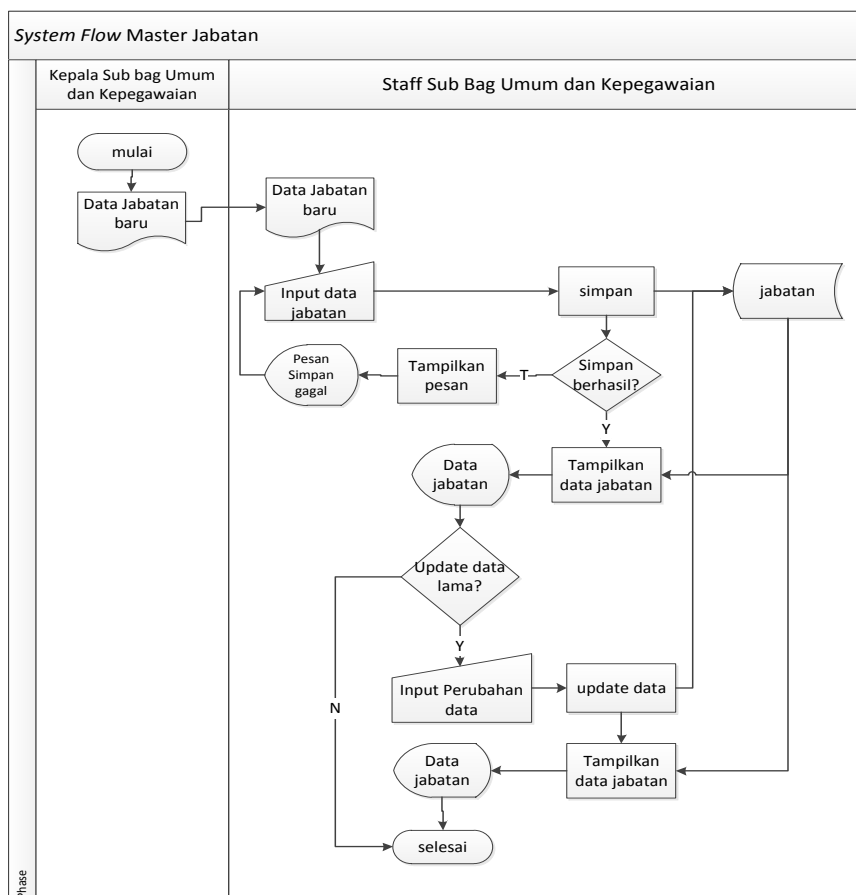 System Flow Master Jabatan
Kepala Sub bag Umum
dan Kepegawaian
Staff Sub Bag Umum dan Kepegawaian
mulai
Data Jabatan
baru
Data Jabatan
baru
Input data
jabatan
simpan
jabatan
Simpan
berhasil?
T
Tampilkan
pesan
Pesan
Simpan
gagal
Y
Tampilkan
data jabatan
Data
jabatan
Update data
lama?
Y
N
Input Perubahan
data
update data
Tampilkan
data jabatan
Data
jabatan
selesai
Phase